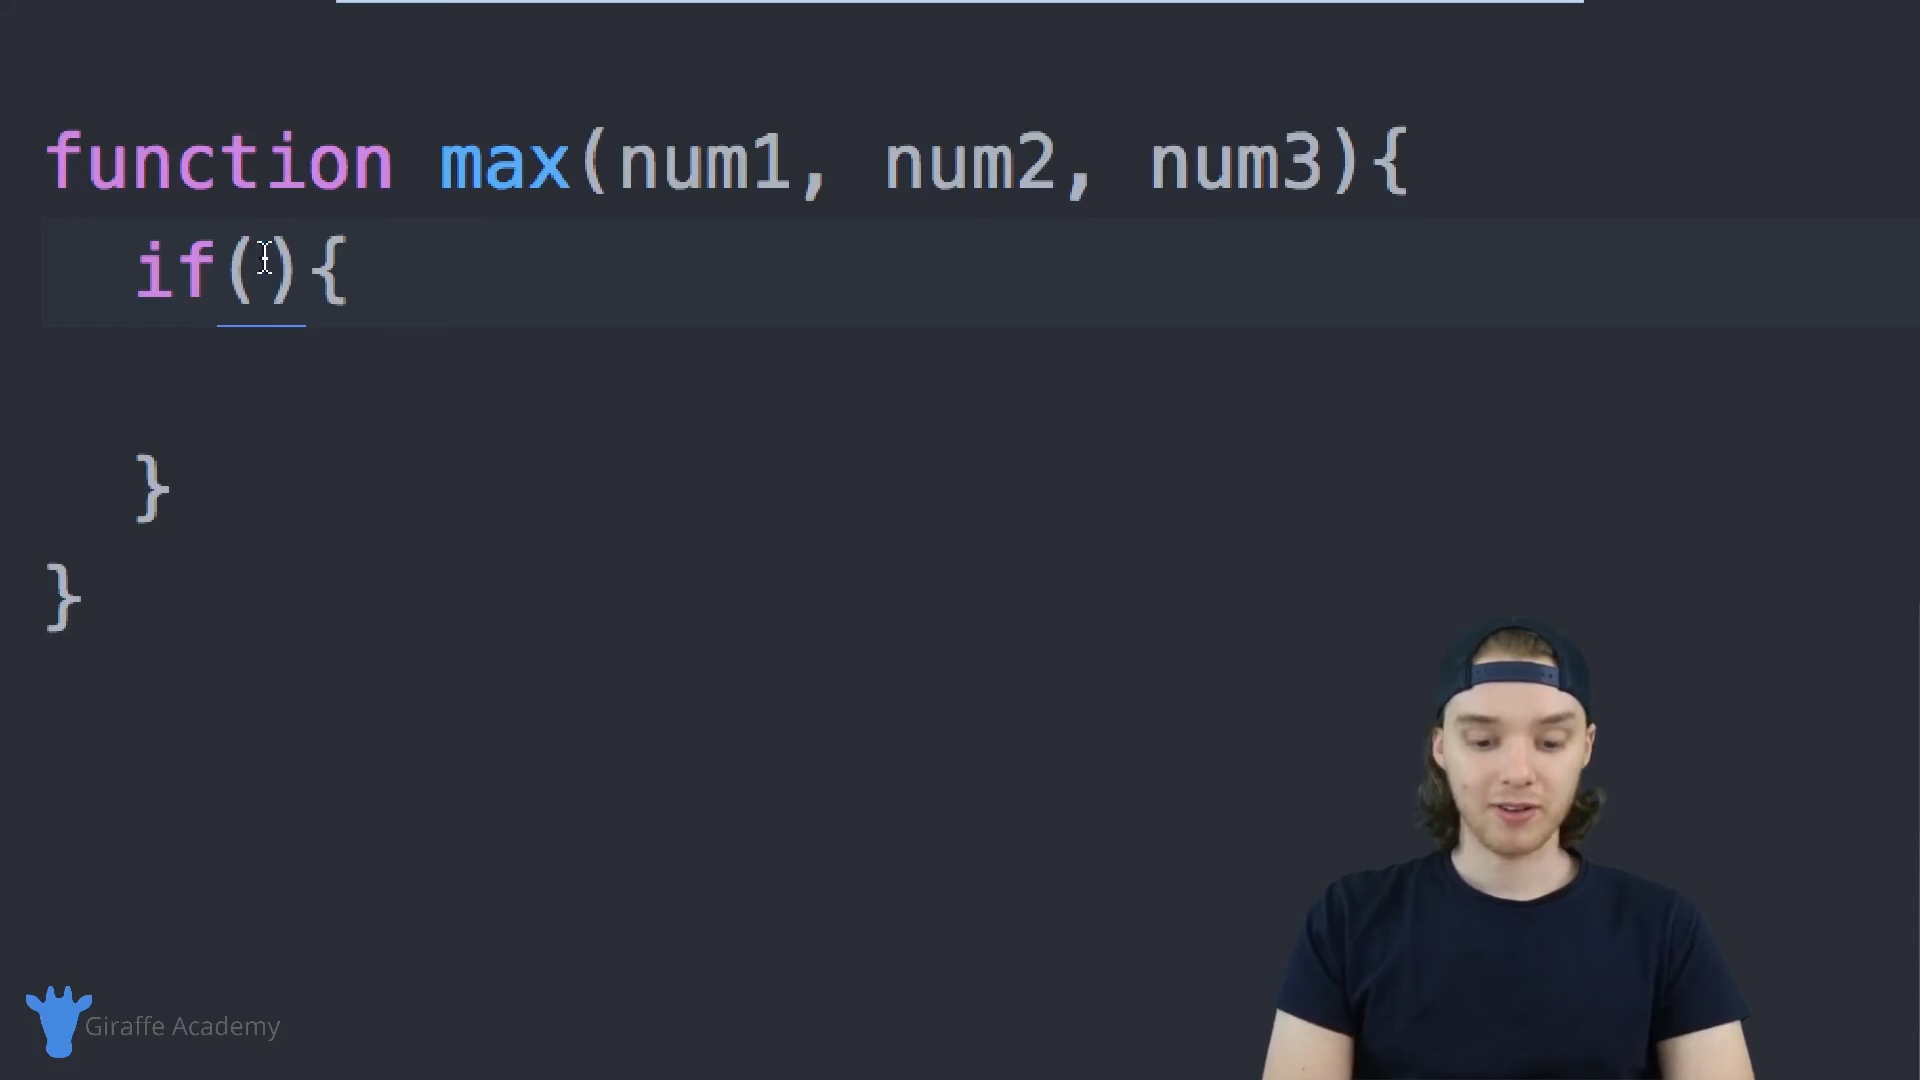 function max(num1, num2, num3){
if(){
}
}
Giraffe Academy